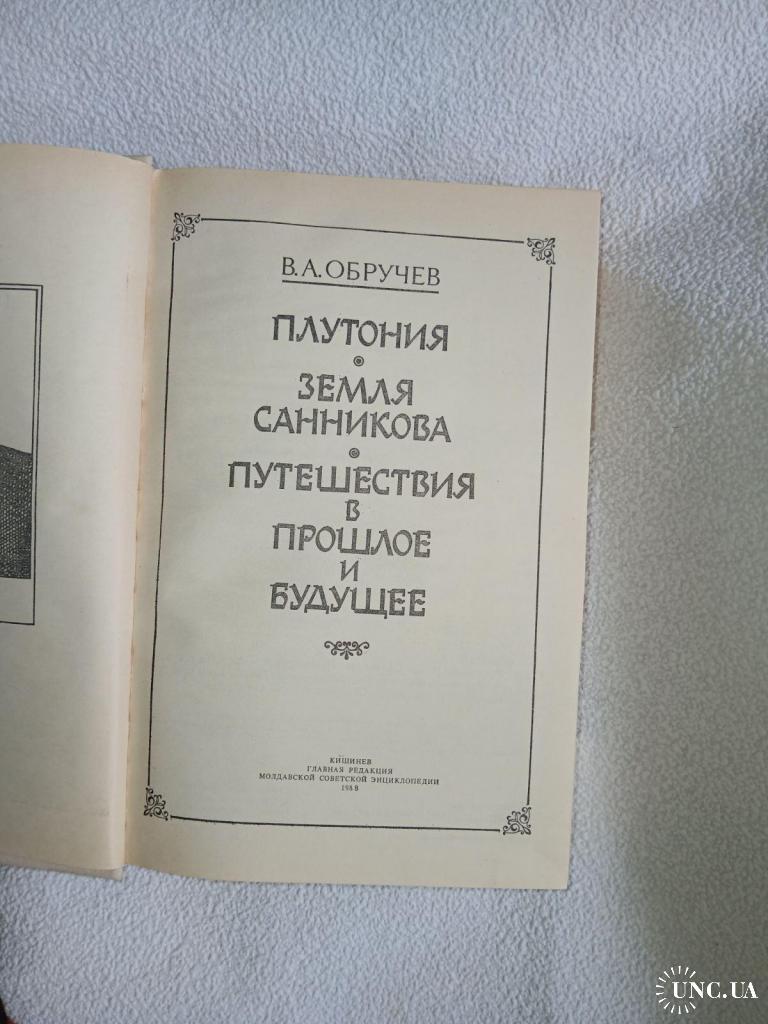 В.А.ОБРУЧЕВ
ПЛУТОНИЯ
ЗЕМЛЯ
САННИКОВА
ПУТЕШЕСТВИЯ
В
ПРОШЛОЕ
И
БУДУЩЕЕ
КИШИНЕВ
ГЛАВНАЯ РЕДАКЦИЯ
МОЛДАВСКОЙ СОВЕТСКОЙ ЭНЦИКЛОПЕДИИ
1988
UNC.UA